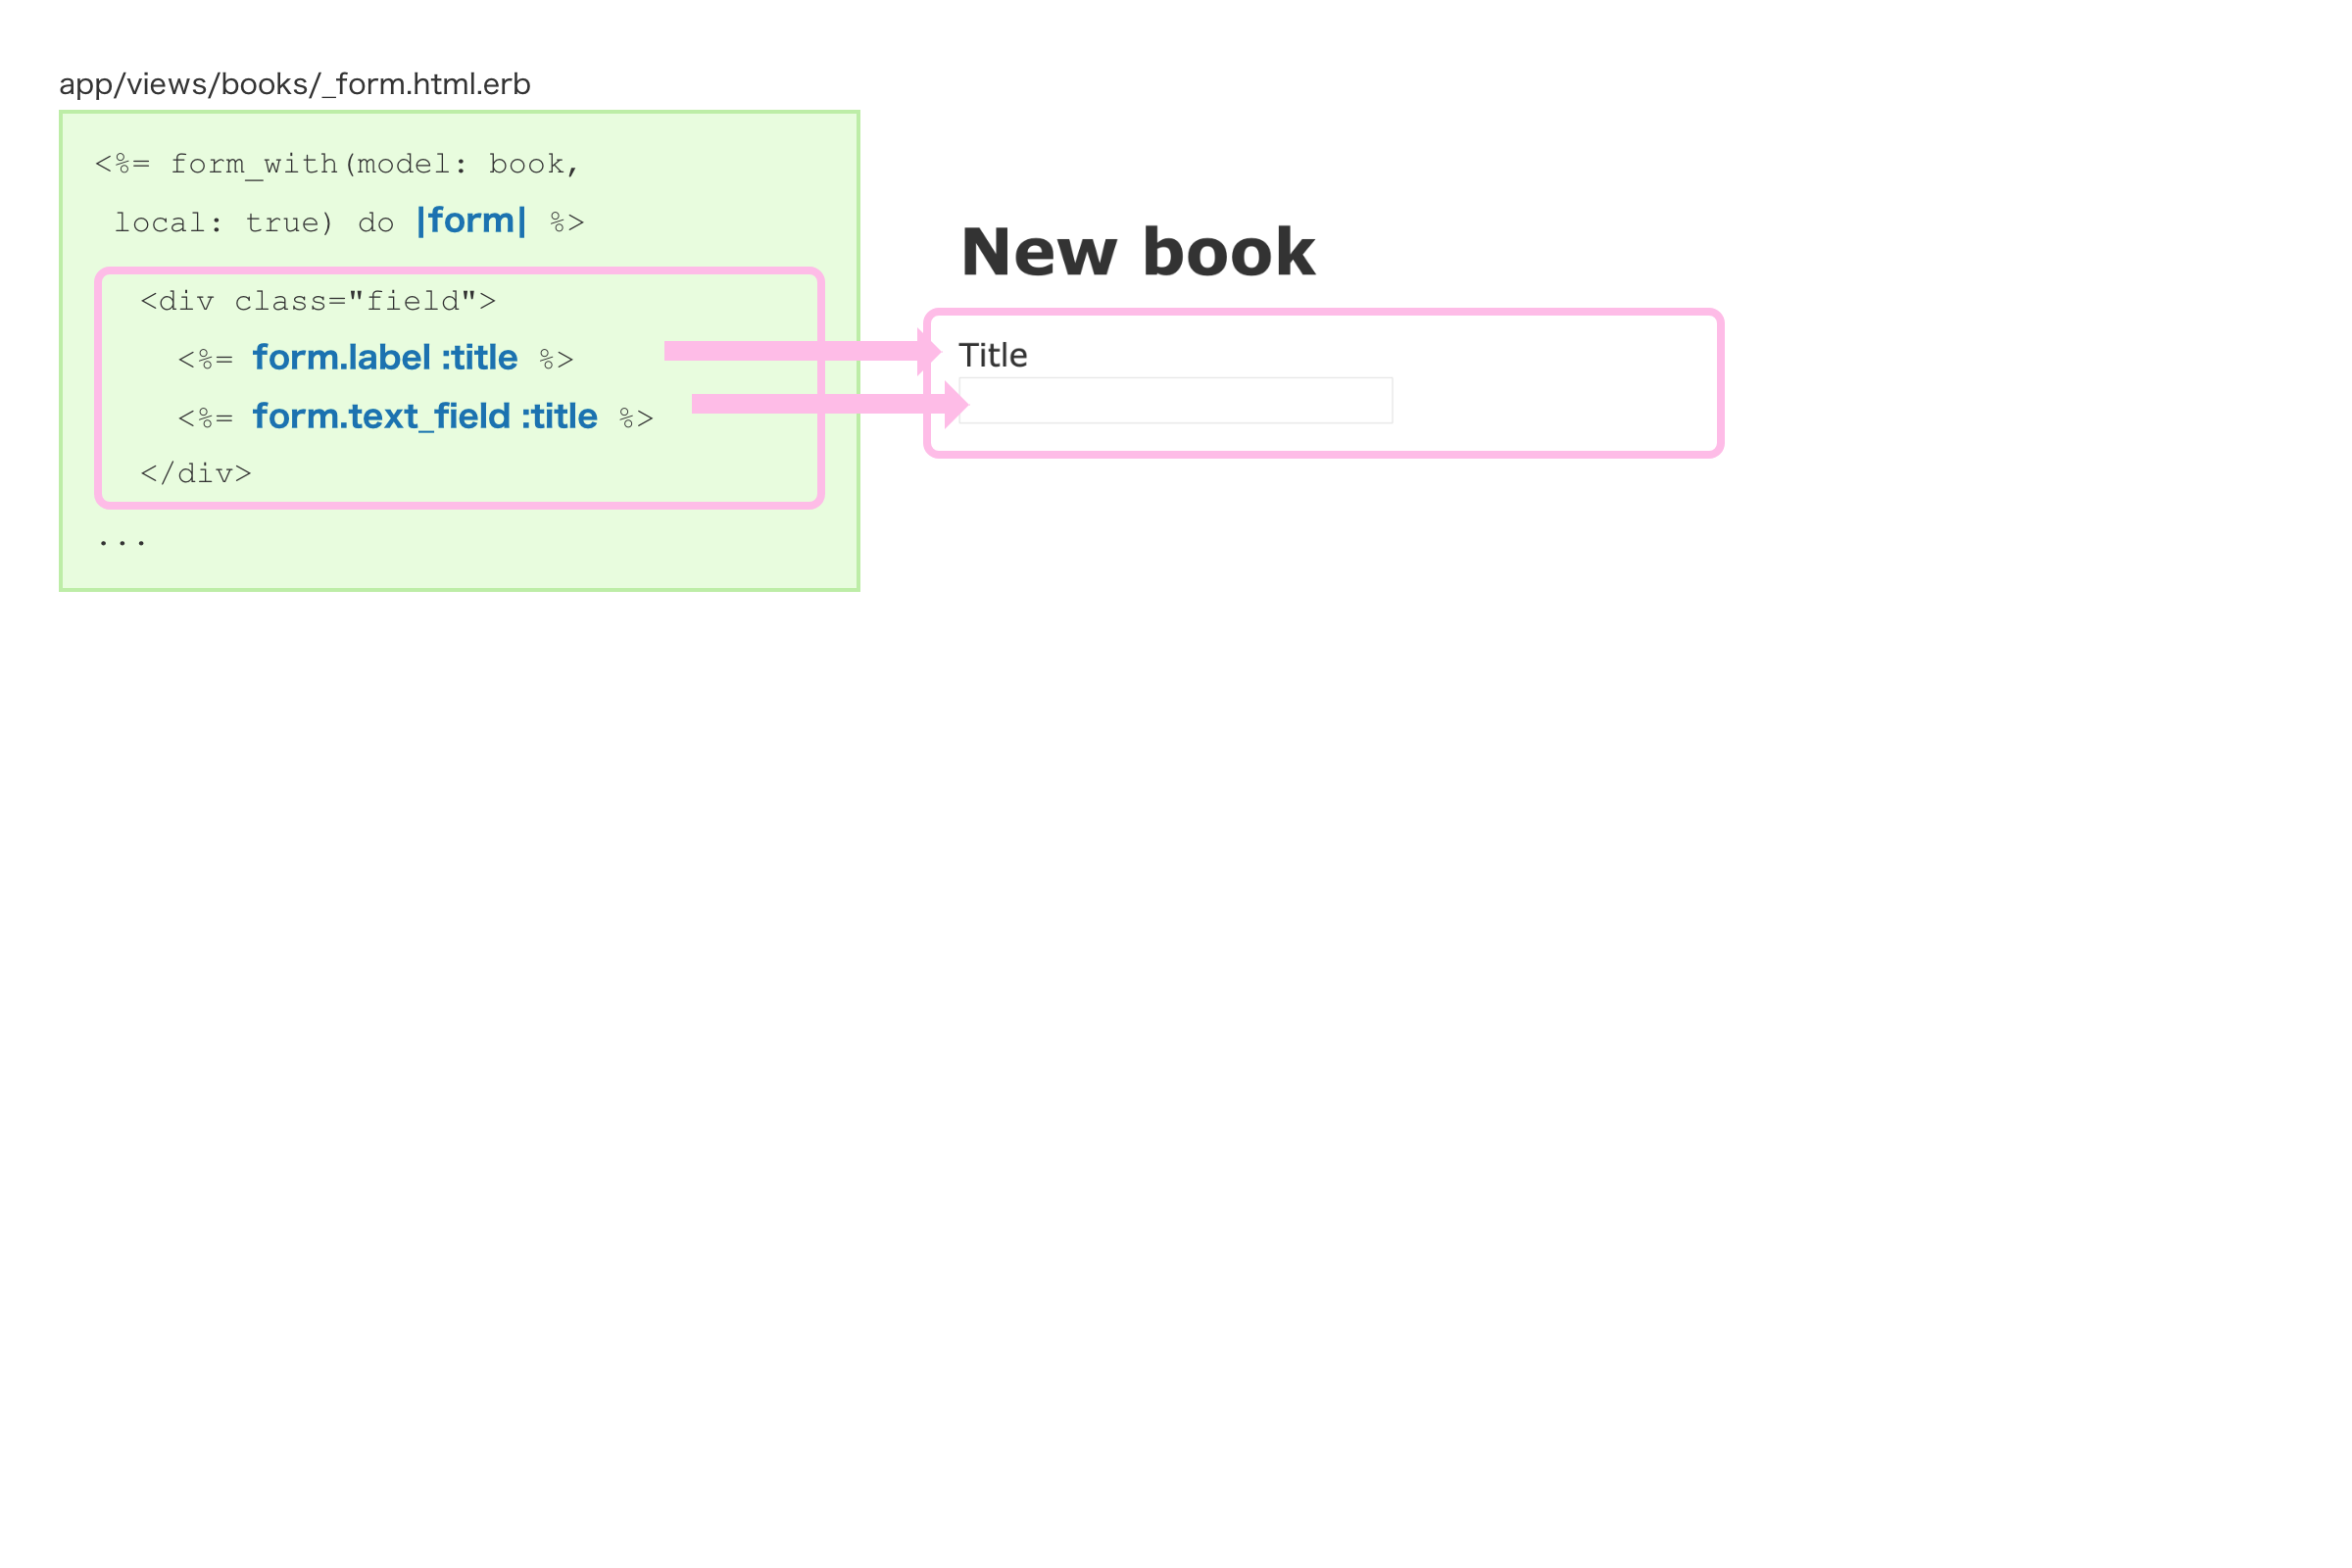 app/views/books/_form.html.erb
<%= form_with(model: book,
local: true) do |form| %>
<div class="field">
<%= form.label :title %>
<%= form.text_field :title %>
</div>
...
New book
Title